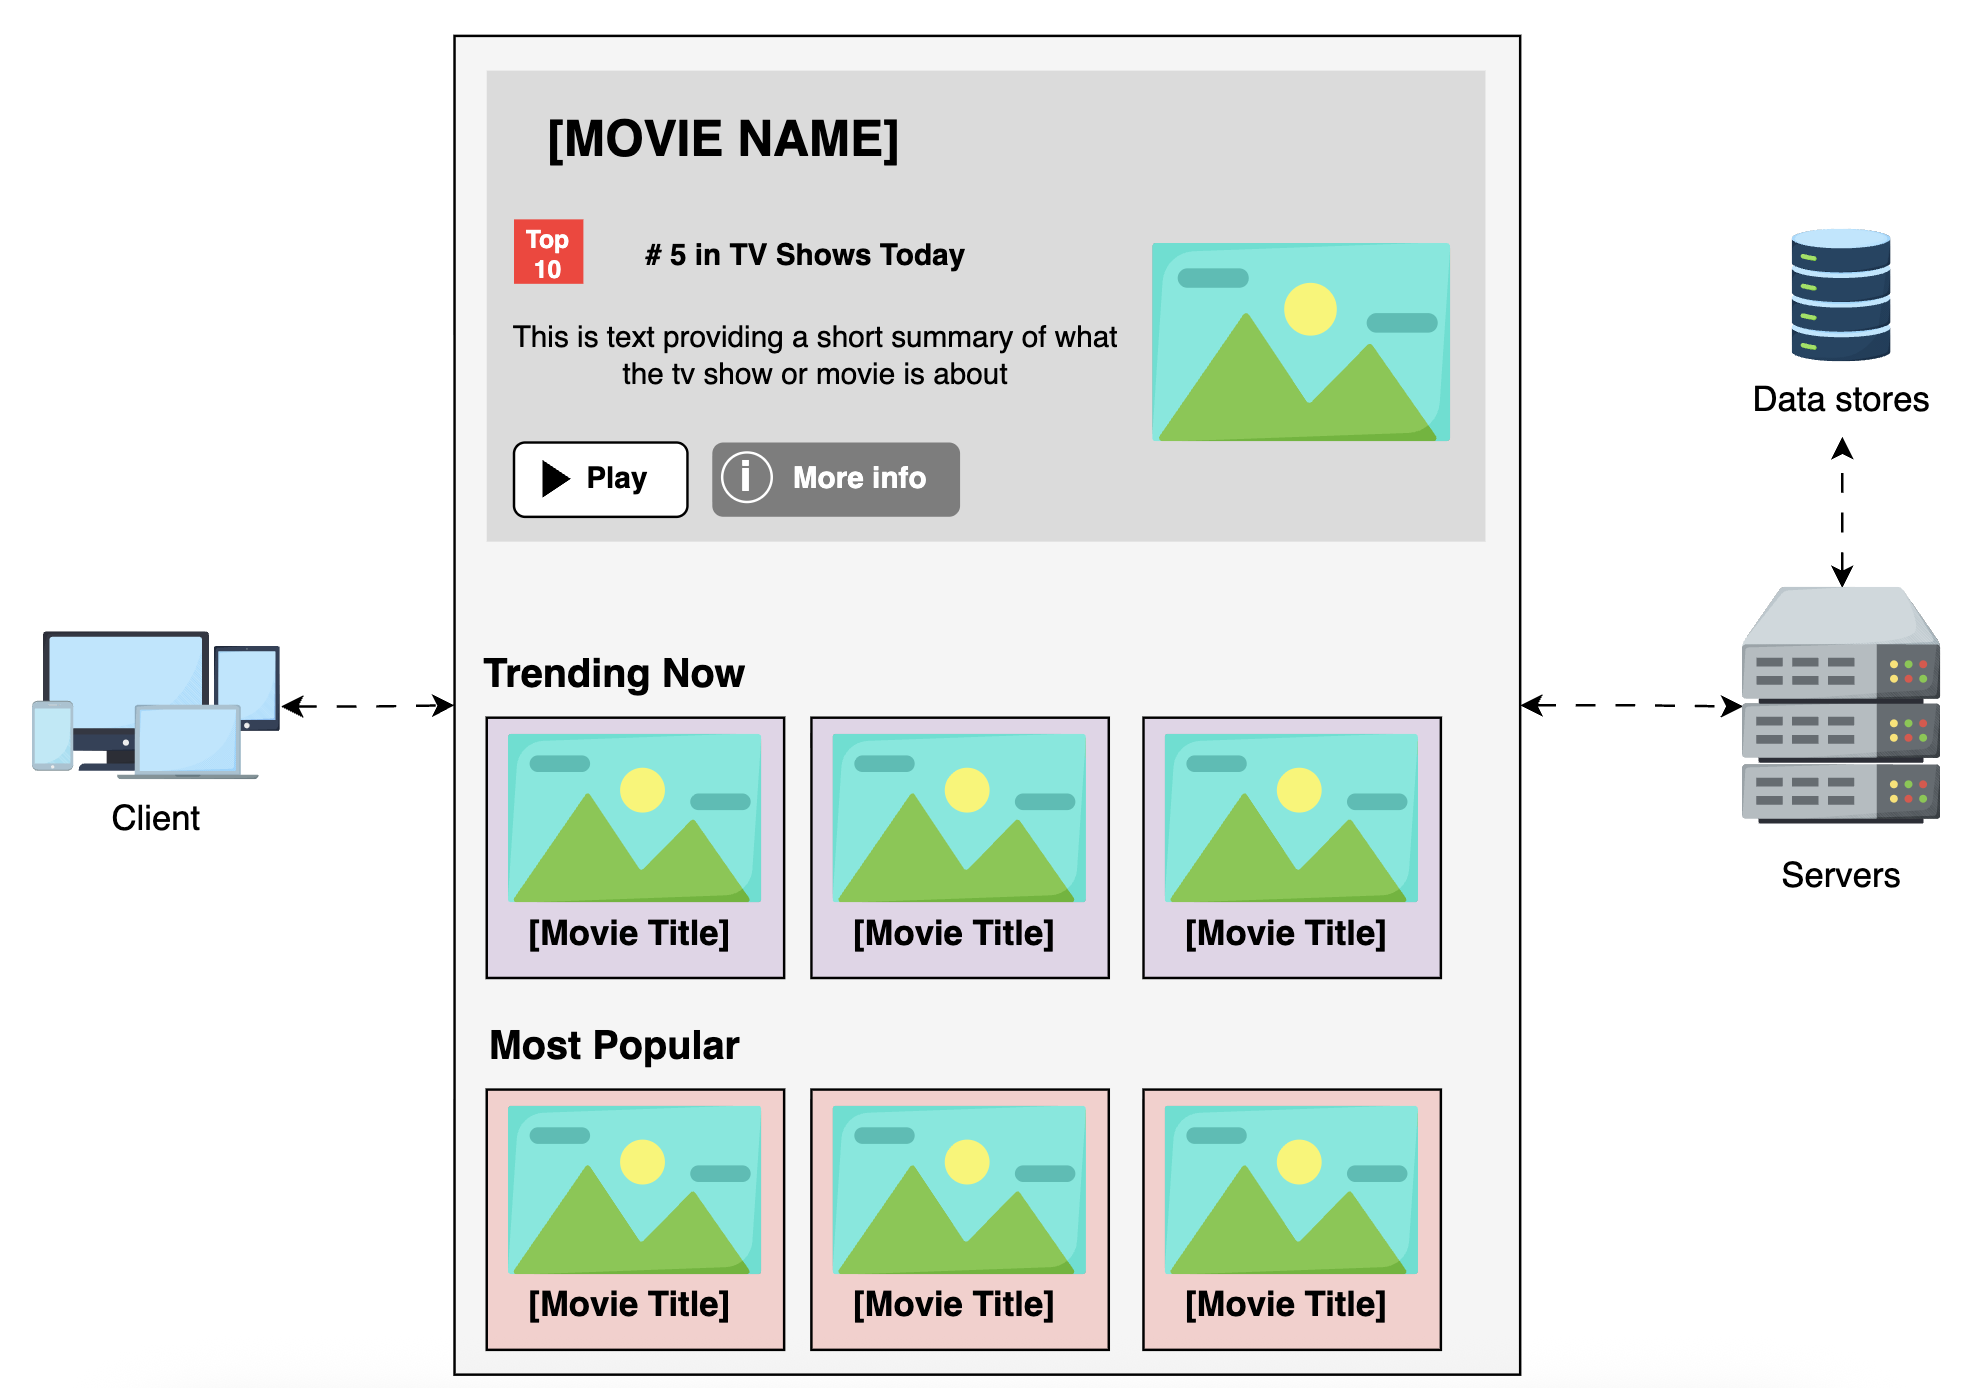 [MOVIE NAME]
Top
10
# 5 in TV Shows Today
This is text providing a short summary of what
the tv show or movie is about
Play
i
More info
Data stores
Trending Now
Client
Servers
[Movie Title]
[Movie Title]
[Movie Title]
Most Popular
[Movie Title]
[Movie Title]
[Movie Title]